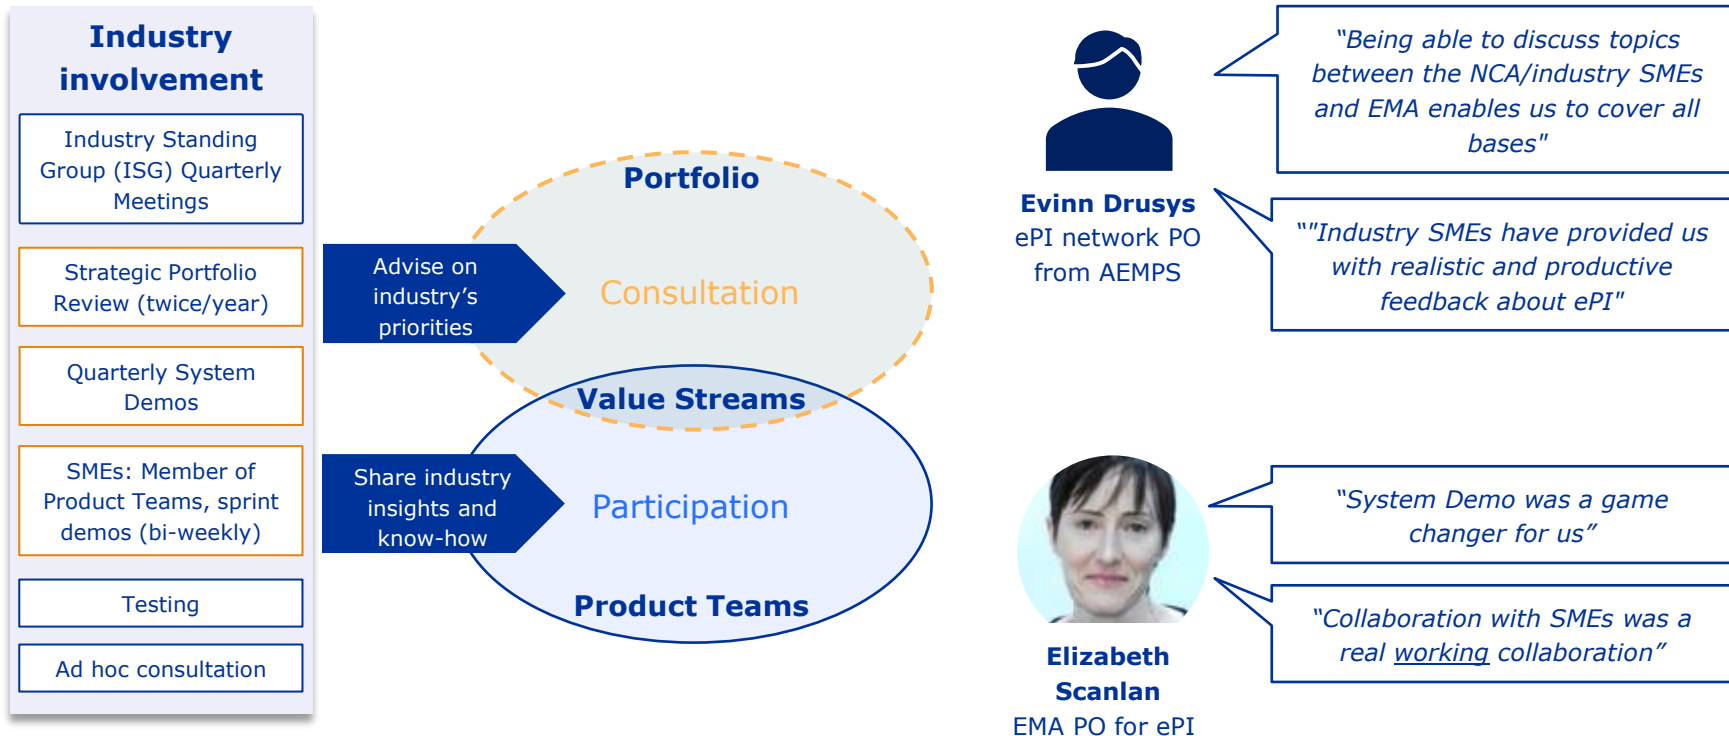 Industry
involvement
Industry Standing
Group (ISG) Quarterly
Meetings
Strategic Portfolio
Review (twice/year)
Quarterly System
Demos
SMEs: Member of
Product Teams, sprint
demos (bi-weekly)
Testing
Ad hoc consultation
Advise on
industry’s
priorities
Share industry
insights and
know-how
Portfolio
Consultation
Value Streams
Participation
Product Teams
Evinn Drusys
ePI network PO
from AEMPS
“Being able to discuss topics
between the NCA/industry SMEs
and EMA enables us to cover all
bases"
“"Industry SMEs have provided us
with realistic and productive
feedback about ePI"
Elizabeth
Scanlan
EMA PO for ePI
“System Demo was a game
changer for us”
“Collaboration with SMEs was a
real working collaboration”